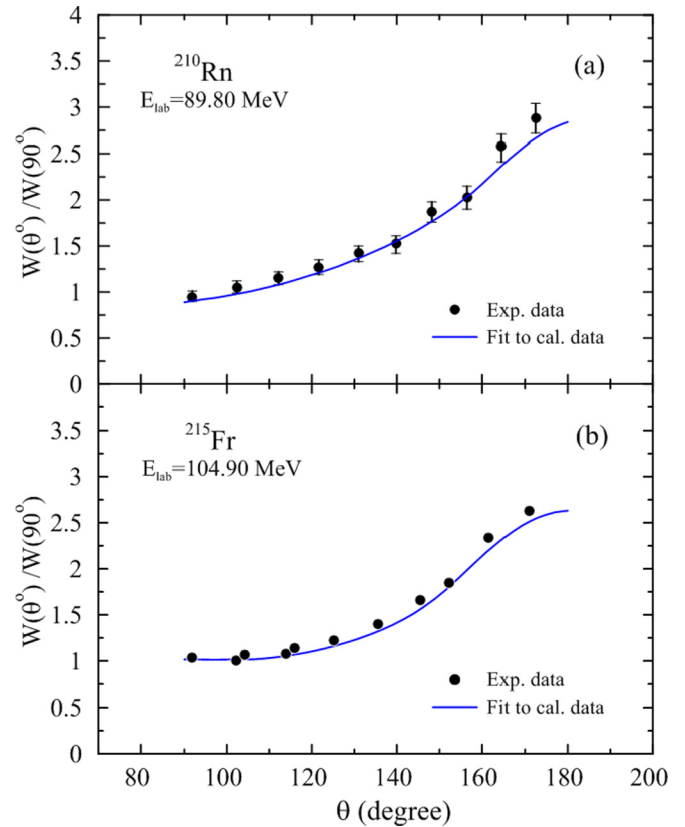 4
3.5
3
2.5
2
1.5
1
0.5
0
W(θ°) /W(90°)
²¹⁰Rn
E_lab=89.80 MeV
(a)
Exp. data
Fit to cal. data
3.5
3
2.5
2
1.5
1
0.5
0
W(θ°) /W(90°)
²¹⁵Fr
E_lab=104.90 MeV
(b)
Exp. data
Fit to cal. data
80 100 120 140 160 180 200
θ (degree)